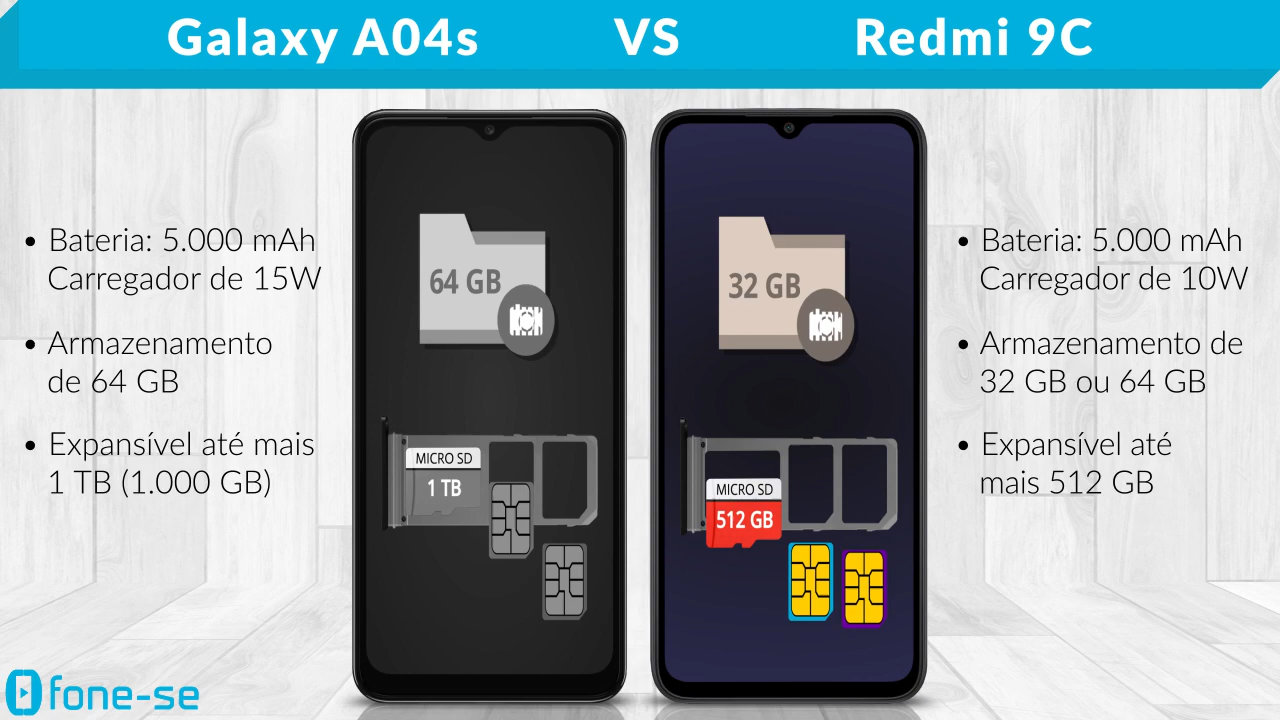 Galaxy A04s VS Redmi 9C
• Bateria: 5.000 mAh
Carregador de 15W
• Armazenamento
de 64 GB
• Expansível até mais
1 TB (1.000 GB)
64 GB
MICRO SD
1 TB
32 GB
MICRO SD
512 GB
• Bateria: 5.000 mAh
Carregador de 10W
• Armazenamento de
32 GB ou 64 GB
• Expansível até
mais 512 GB
fone-se